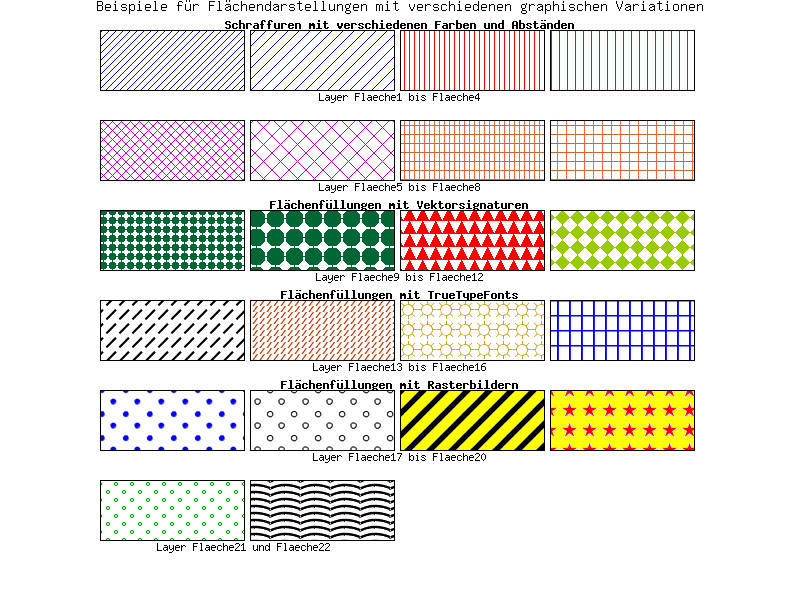 Beispiele für Flächendarstellungen mit verschiedenen graphischen Variationen
Schraffuren mit verschiedenen Farben und Abständen
Layer Flaeche1 bis Flaeche4
Layer Flaeche5 bis Flaeche8
Flächenfüllungen mit Vektorsignaturen
Layer Flaeche9 bis Flaeche12
Flächenfüllungen mit TrueTypeFonts
Layer Flaeche13 bis Flaeche16
Flächenfüllungen mit Rasterbildern
Layer Flaeche17 bis Flaeche20
Layer Flaeche21 und Flaeche22